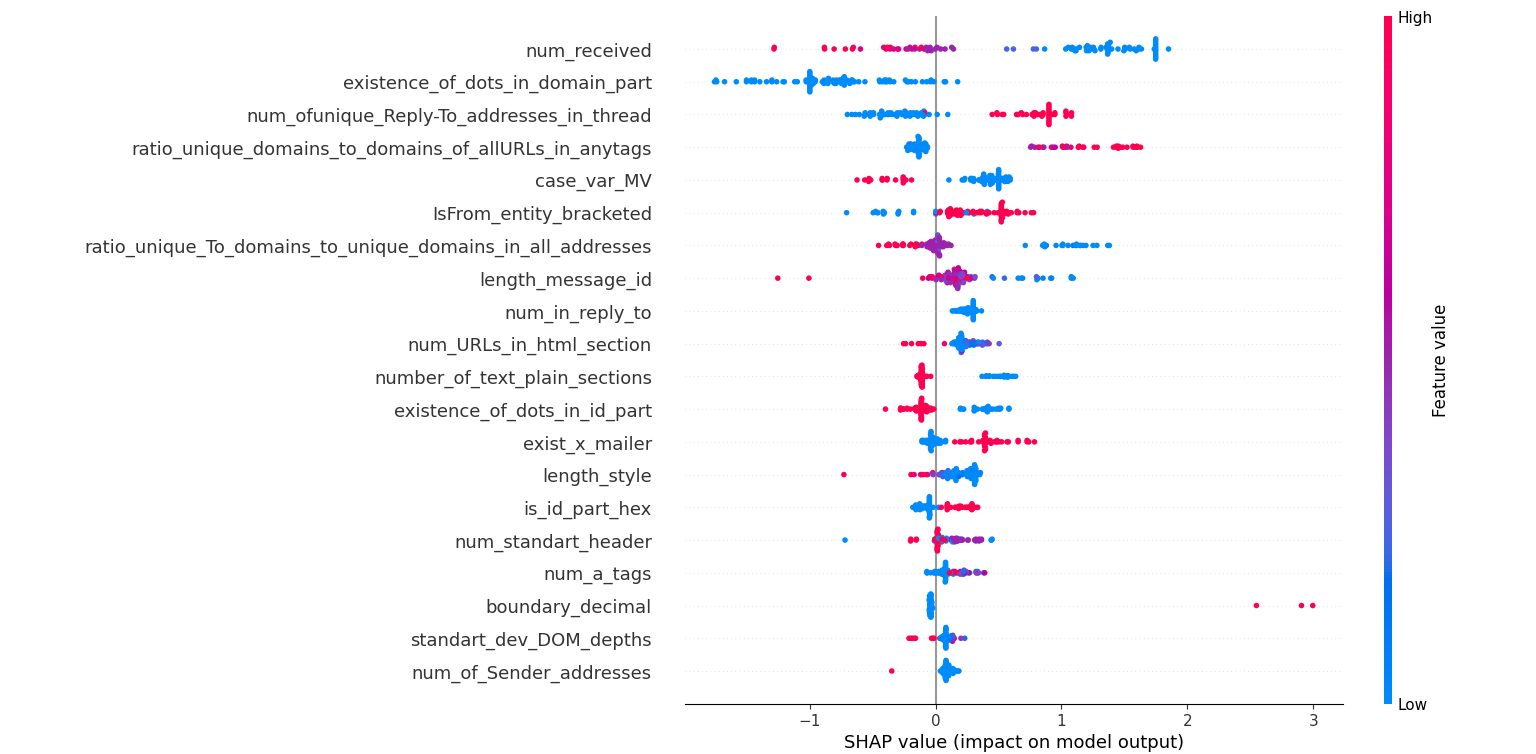 High
num_received
existence_of_dots_in_domain_part
num_ofunique_Reply-To_addresses_in_thread
ratio_unique_domains_to_domains_of_allURLs_in_anytags
case_var_MV
IsFrom_entity_bracketed
ratio_unique_To_domains_to_unique_domains_in_all_addresses
length_message_id
num_in_reply_to
num_URLs_in_html_section
number_of_text_plain_sections
existence_of_dots_in_id_part
exist_x_mailer
length_style
is_id_part_hex
num_standart_header
num_a_tags
boundary_decimal
standart_dev_DOM_depths
num_of_Sender_addresses
Feature value
Low
−1 0 1 2 3
SHAP value (impact on model output)